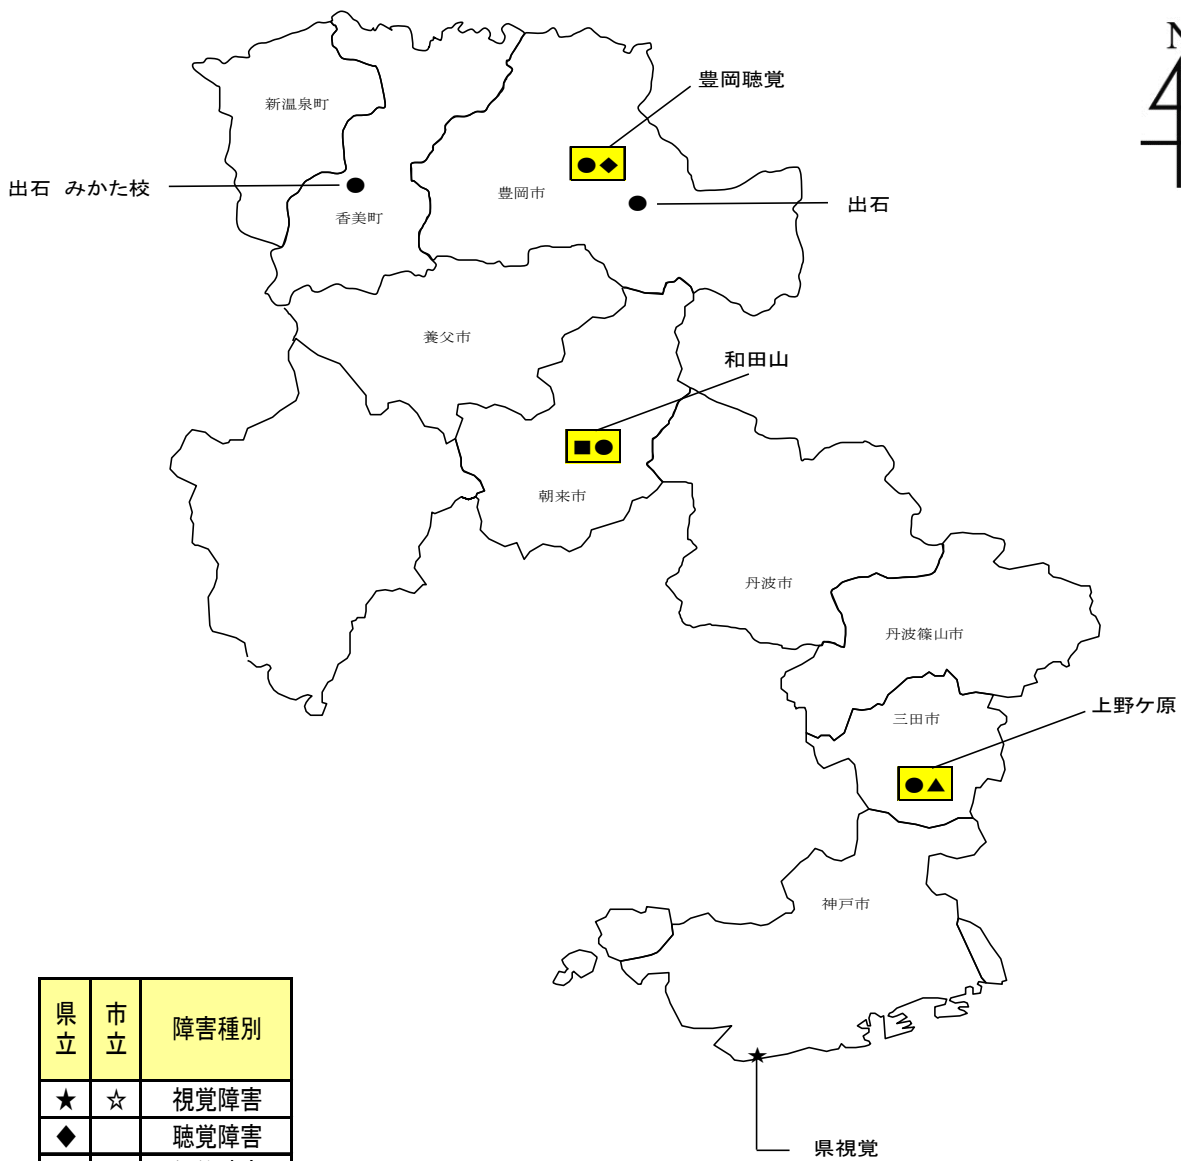 N
豊岡聴覚
新温泉町
出石 みかた校
豊岡市
出石
香美町
養父市
和田山
朝来市
丹波市
丹波篠山市
上野ケ原
三田市
神戸市
県立 市立 障害種別
★ ☆ 視覚障害
◆ 聴覚障害
県視覚